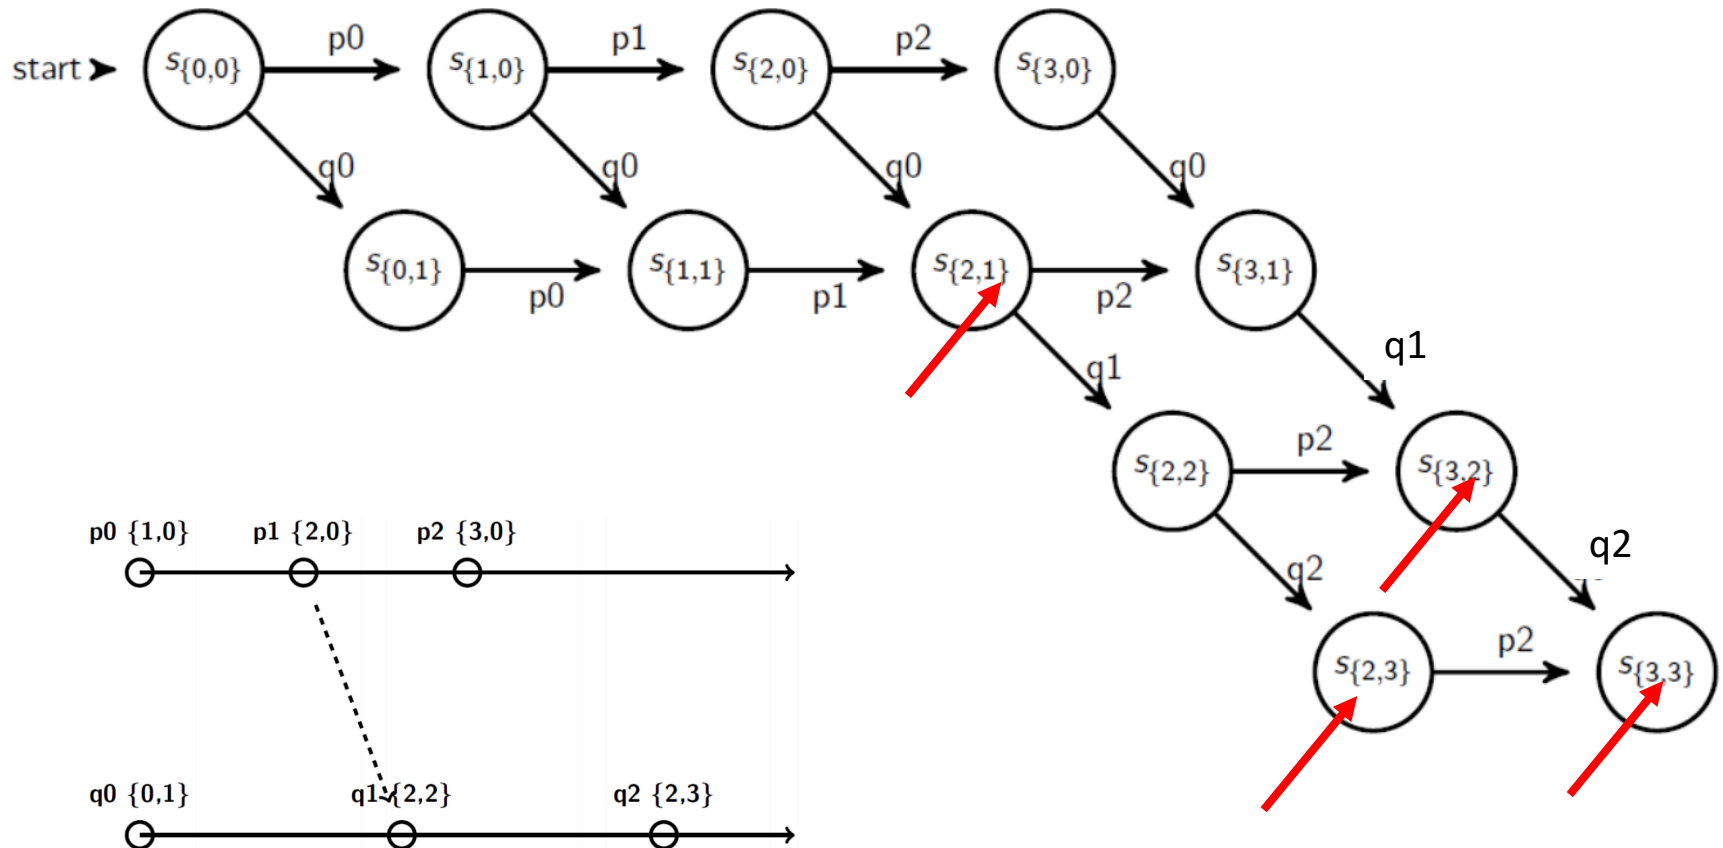 p0 p1 p2
start s{0,0} s{1,0} s{2,0} s{3,0}
q0 q0 q0 q0
s{0,1} s{1,1} s{2,1} s{3,1}
p0 p1 p2
q1 q1
p2
s{2,2} s{3,2}
p0 {1,0} p1 {2,0} p2 {3,0}
q2 q2
p2
s{2,3} s{3,3}
q0 {0,1} q1 {2,2} q2 {2,3}